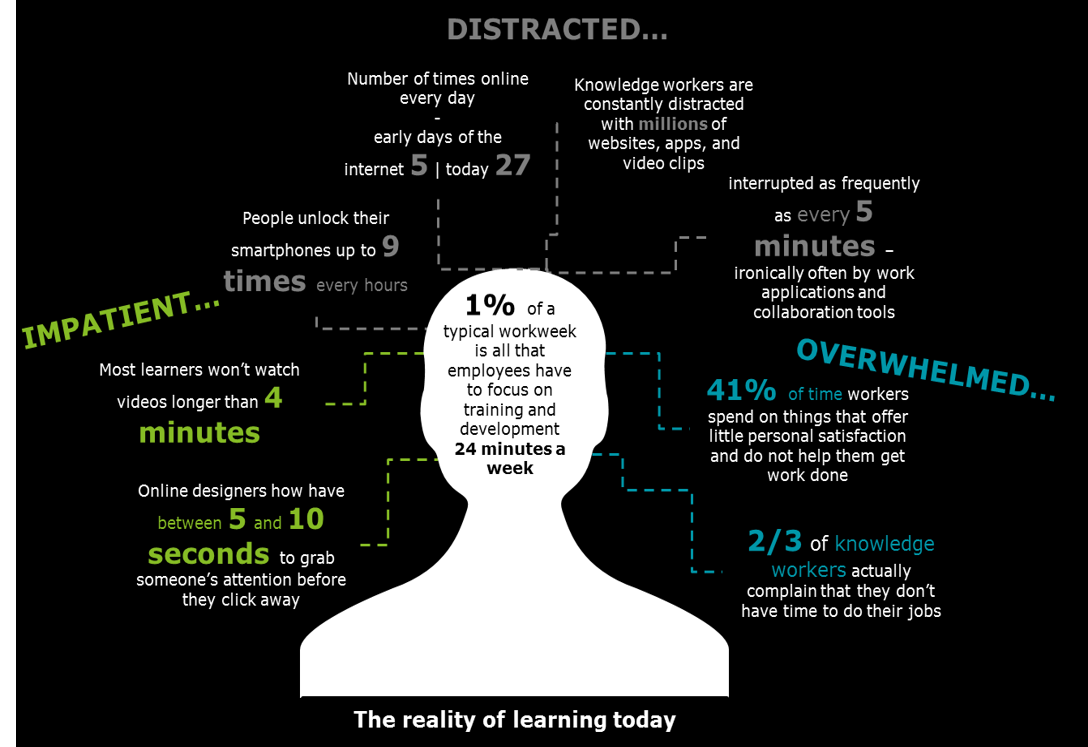 DISTRACTED...
Number of times online
every day
-
early days of the
internet 5 | today 27
Knowledge workers are
constantly distracted
with millions of
websites, apps, and
video clips
interrupted as frequently
as every 5
minutes –
ironically often by work
applications and
collaboration tools
People unlock their
smartphones up to 9
times every hours
IMPATIENT...
Most learners won’t watch
videos longer than 4
minutes
Online designers how have
between 5 and 10
seconds to grab
someone’s attention before
they click away
1% of a
typical workweek
is all that
employees have
to focus on
training and
development
24 minutes a
week
OVERWHELMED...
41% of time workers
spend on things that offer
little personal satisfaction
and do not help them get
work done
2/3 of knowledge
workers actually
complain that they don’t
have time to do their jobs
The reality of learning today